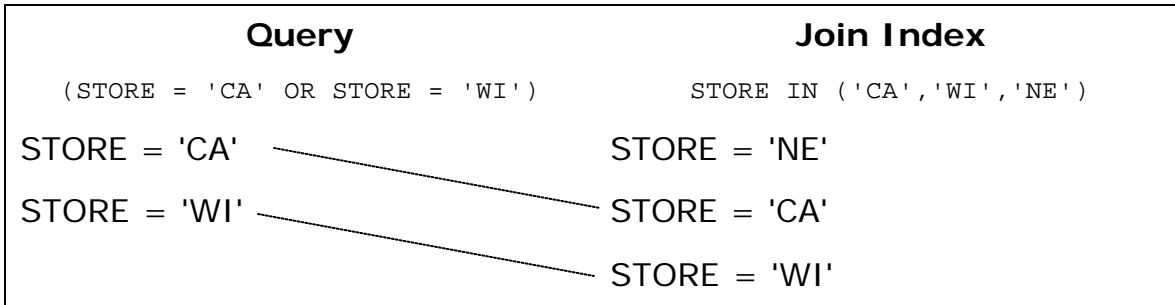 Query Join Index
(STORE = 'CA' OR STORE = 'WI') STORE IN ('CA','WI','NE')
STORE = 'CA' STORE = 'NE'
STORE = 'WI' STORE = 'CA'
STORE = 'WI'